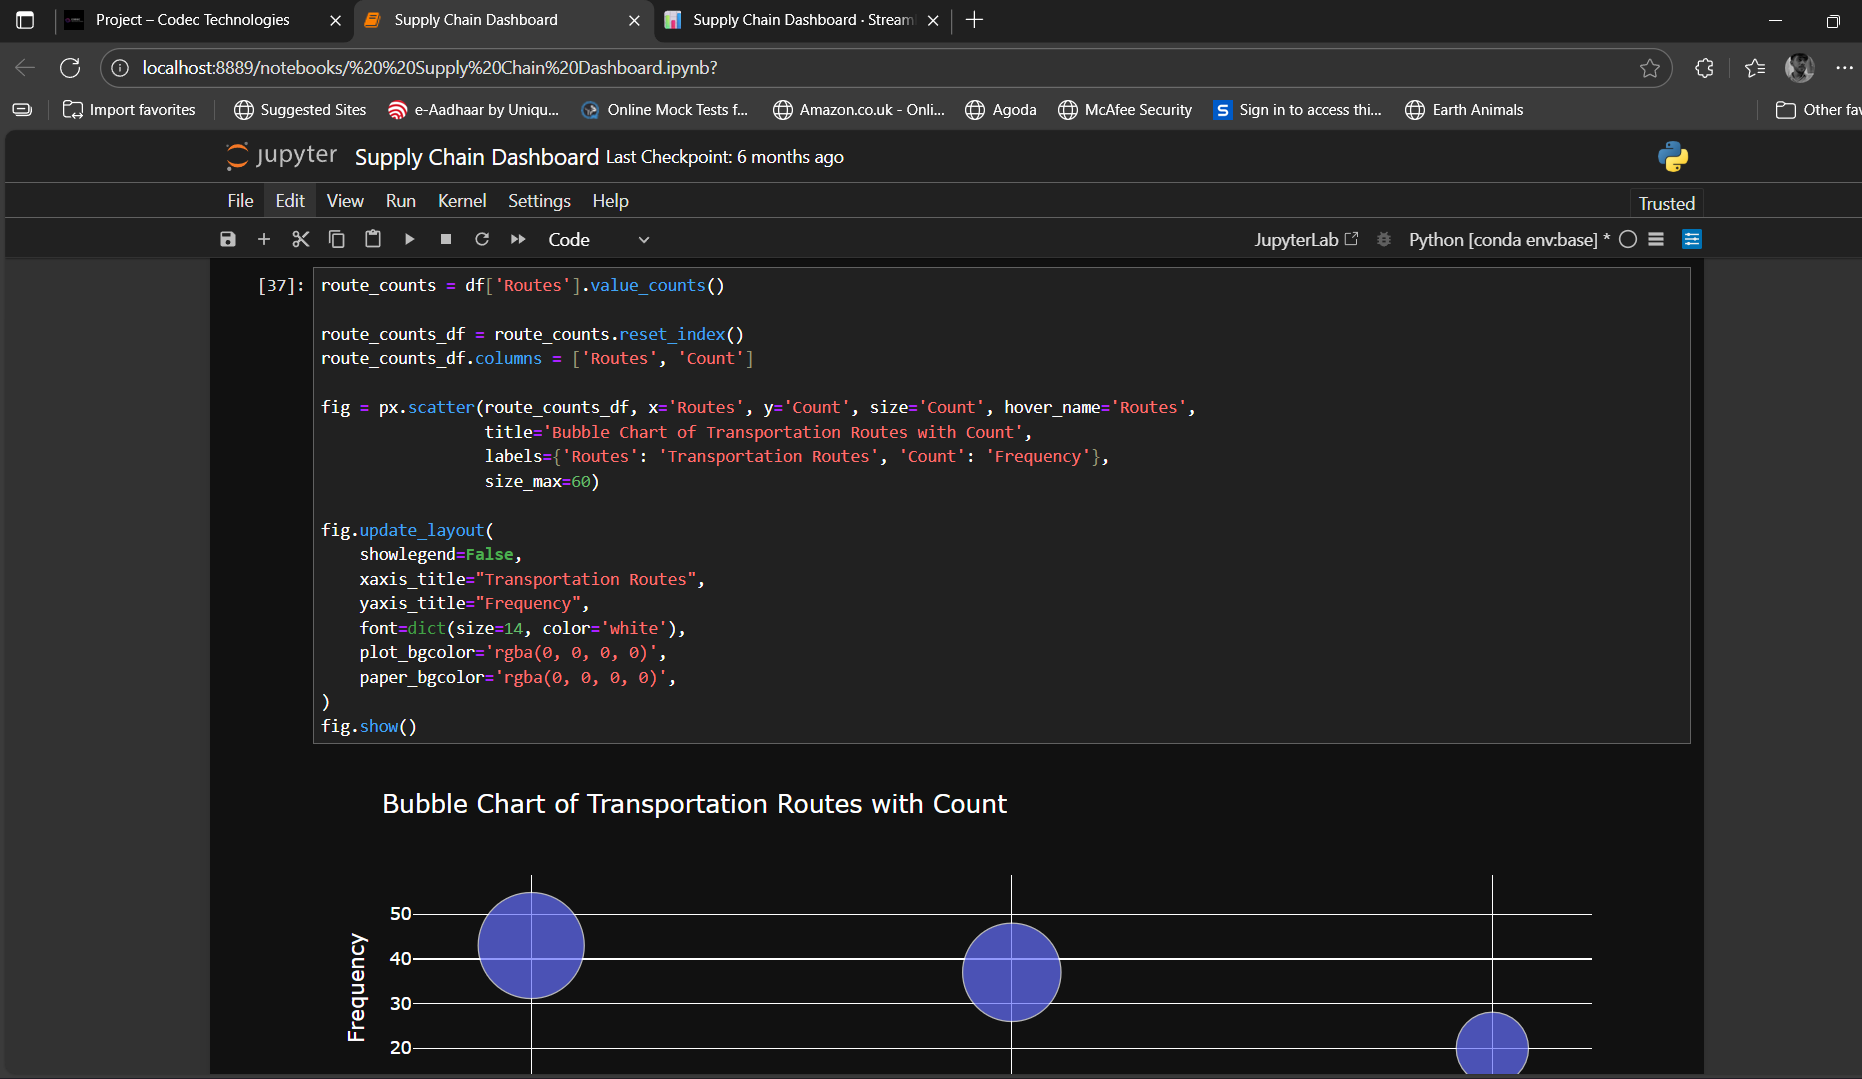 Project – Codec Technologies
Supply Chain Dashboard
Supply Chain Dashboard · Stream
localhost:8889/notebooks/%20%20Supply%20Chain%20Dashboard.ipynb?
Import favorites
Suggested Sites
e-Aadhaar by Uniqu...
Online Mock Tests f...
Amazon.co.uk - Onli...
Agoda
McAfee Security
S Sign in to access thi...
Earth Animals
Other fav
jupyter Supply Chain Dashboard Last Checkpoint: 6 months ago
File Edit View Run Kernel Settings Help
Trusted
Code
JupyterLab
Python [conda env:base] *
[37]: route_counts = df['Routes'].value_counts()
route_counts_df = route_counts.reset_index()
route_counts_df.columns = ['Routes', 'Count']
fig = px.scatter(route_counts_df, x='Routes', y='Count', size='Count', hover_name='Routes',
title='Bubble Chart of Transportation Routes with Count',
labels={'Routes': 'Transportation Routes', 'Count': 'Frequency'},
size_max=60)
fig.update_layout(
showlegend=False,
xaxis_title="Transportation Routes",
yaxis_title="Frequency",
font=dict(size=14, color='white'),
plot_bgcolor='rgba(0, 0, 0, 0)',
paper_bgcolor='rgba(0, 0, 0, 0)',
)
fig.show()
Bubble Chart of Transportation Routes with Count
50
40
30
20
Frequency